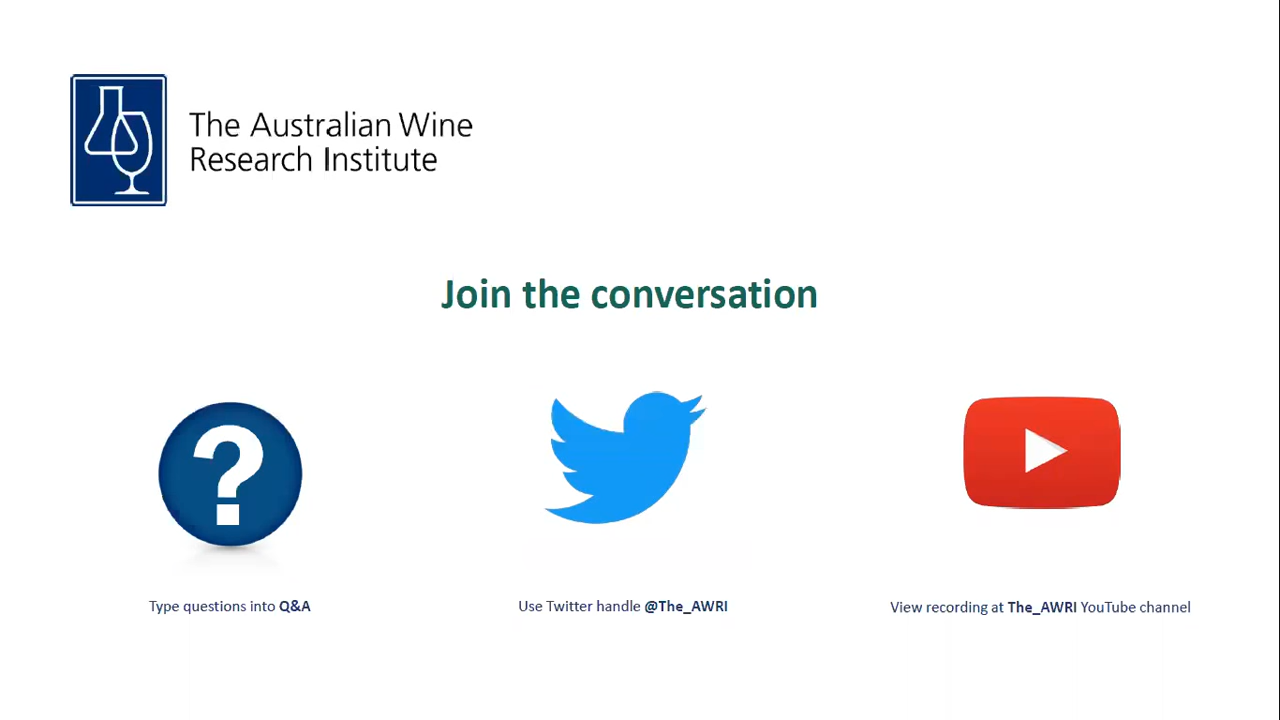 The Australian Wine
Research Institute
Join the conversation
?
Type questions into Q&A
Use Twitter handle @The_AWRI
View recording at The_AWRI YouTube channel